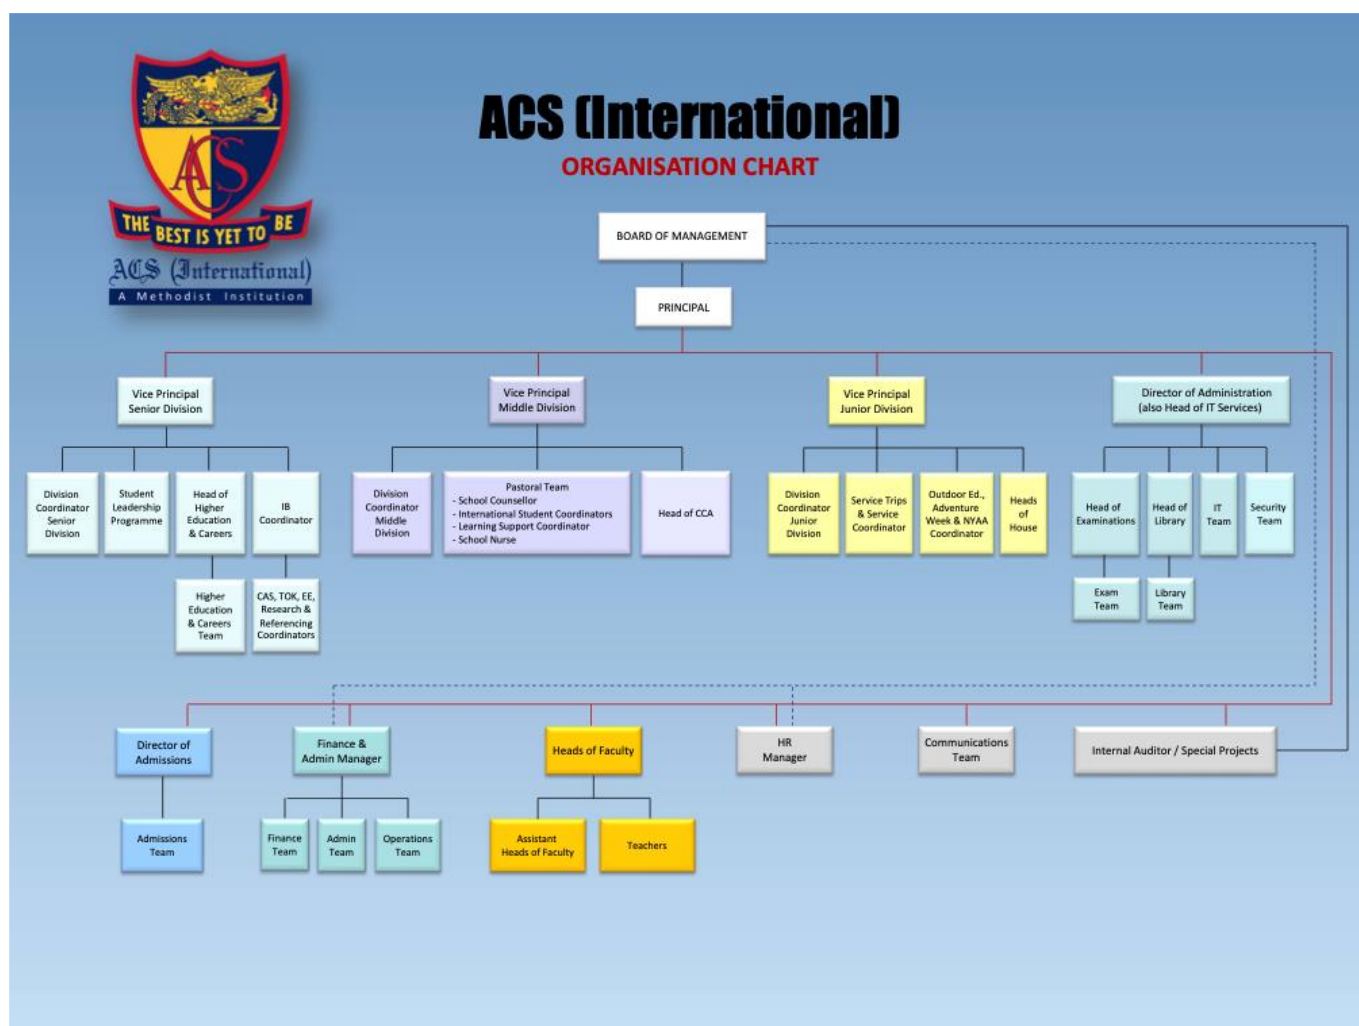 ACS
THE BEST IS YET TO BE
ACS (International)
A Methodist Institution
ACS (International)
ORGANISATION CHART
BOARD OF MANAGEMENT
PRINCIPAL
Vice Principal
Senior Division
Vice Principal
Middle Division
Vice Principal
Junior Division
Director of Administration
(also Head of IT Services)
Division
Coordinator
Senior
Division
Student
Leadership
Programme
Head of
Higher
Education
& Careers
IB
Coordinator
Division
Coordinator
Middle
Division
Pastoral Team
- School Counsellor
- International Student Coordinators
- Learning Support Coordinator
- School Nurse
Head of CCA
Division
Coordinator
Junior
Division
Service Trips
& Service
Coordinator
Outdoor Ed.,
Adventure
Week & NYAA
Coordinator
Heads
of
House
Head of
Examinations
Head of
Library
IT
Team
Security
Team
Higher
Education
& Careers
Team
CAS, TOK, EE,
Research &
Referencing
Coordinators
Exam
Team
Library
Team
Director of
Admissions
Finance &
Admin Manager
Heads of Faculty
HR
Manager
Communications
Team
Internal Auditor / Special Projects
Admissions
Team
Finance
Team
Admin
Team
Operations
Team
Assistant
Heads of Faculty
Teachers